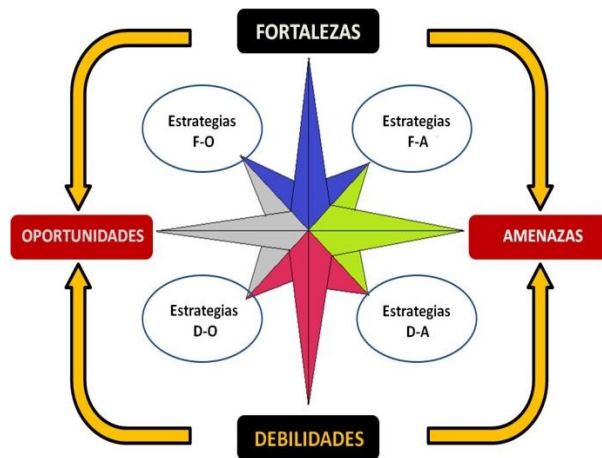 FORTALEZAS
Estrategias
F-O
Estrategias
F-A
OPORTUNIDADES
AMENAZAS
Estrategias
D-O
Estrategias
D-A
DEBILIDADES